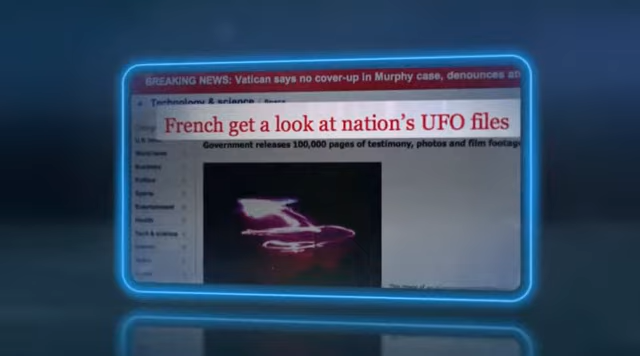 BREAKING NEWS: Vatican says no cover-up in Murphy case, denounces
Technology & science / Space
French get a look at nation's UFO files
Government releases 100,000 pages of testimony, photos and film footage
U.S. news
World news
Business
Politics
Sports
Entertainment
Health
Tech & science